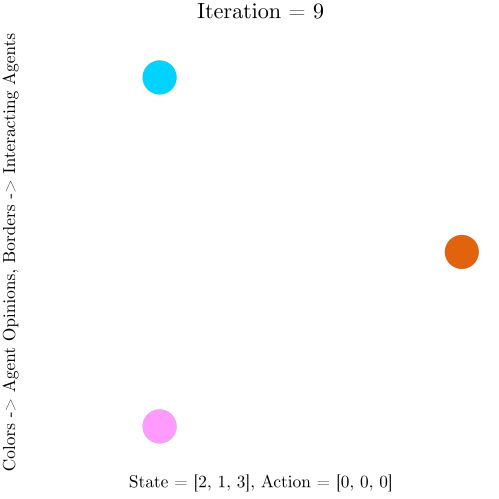 Iteration = 9
Colors -> Agent Opinions, Borders -> Interacting Agents
State = [2, 1, 3], Action = [0, 0, 0]